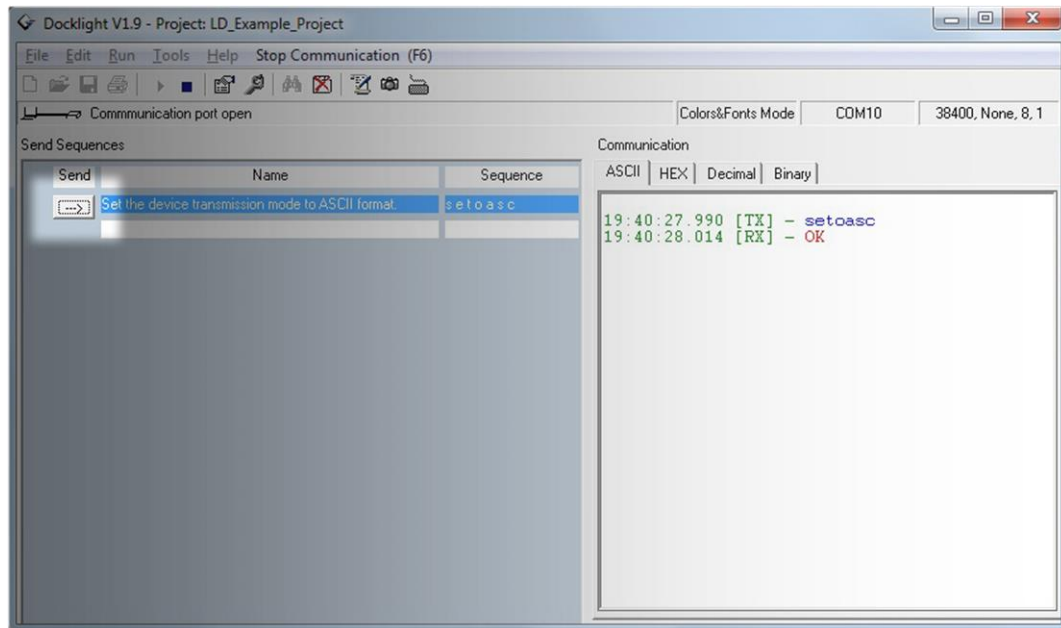 Docklight V1.9 - Project: LD_Example_Project
File Edit Run Tools Help Stop Communication (F6)
Commmunication port open
Colors&Fonts Mode
COM10
38400, None, 8, 1
Send Sequences
Send Name Sequence
---> Set the device transmission mode to ASCII format. s e t o a s c
Communication
ASCII HEX Decimal Binary
19:40:27.990 [TX] - setoasc
19:40:28.014 [RX] - OK